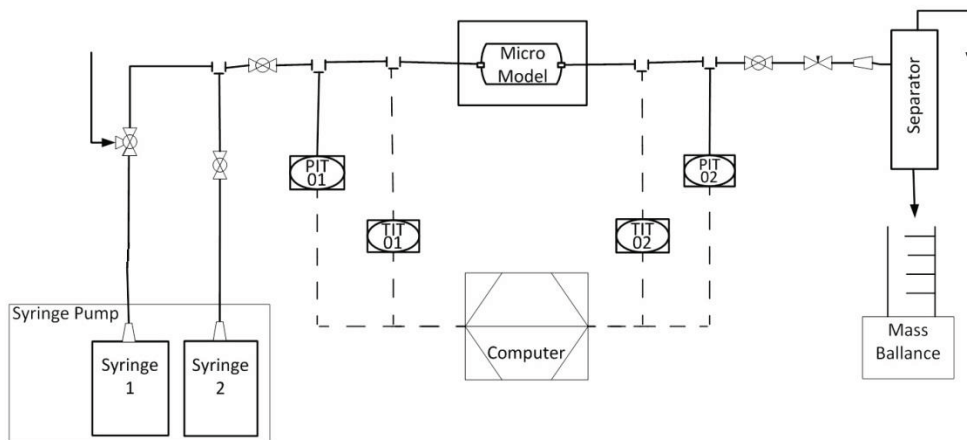 Micro
Model
Separator
PIT
01
PIT
02
TIT
01
TIT
02
Syringe Pump
Syringe
1
Syringe
2
Computer
Mass
Ballance